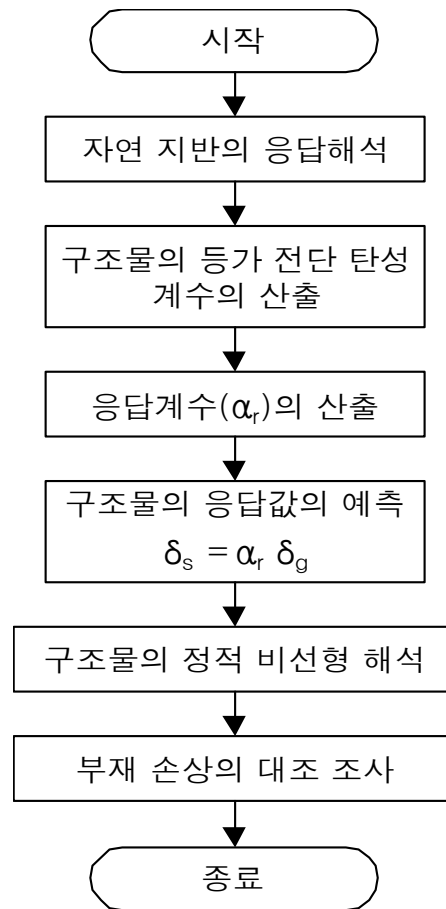 시작
자연 지반의 응답해석
구조물의 등가 전단 탄성
계수의 산출
응답계수(αᵣ)의 산출
구조물의 응답값의 예측
δₛ = αᵣ δg
구조물의 정적 비선형 해석
부재 손상의 대조 조사
종료